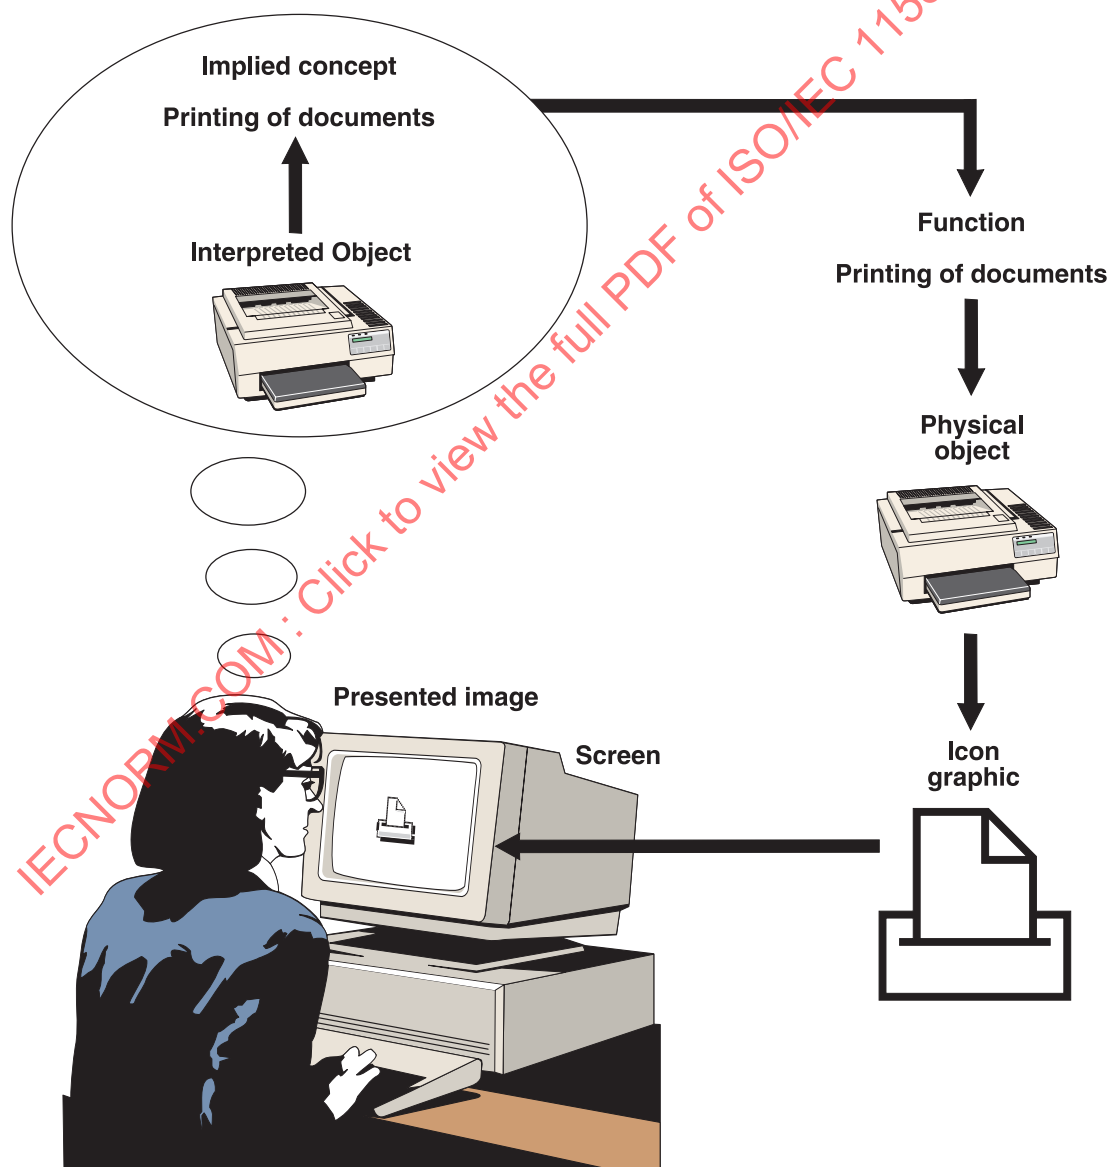 Implied concept
Printing of documents
Interpreted Object
Function
Printing of documents
Physical
object
Presented image
Screen
Icon
graphic
IECNORM.COM : Click to view the full PDF of ISO/IEC